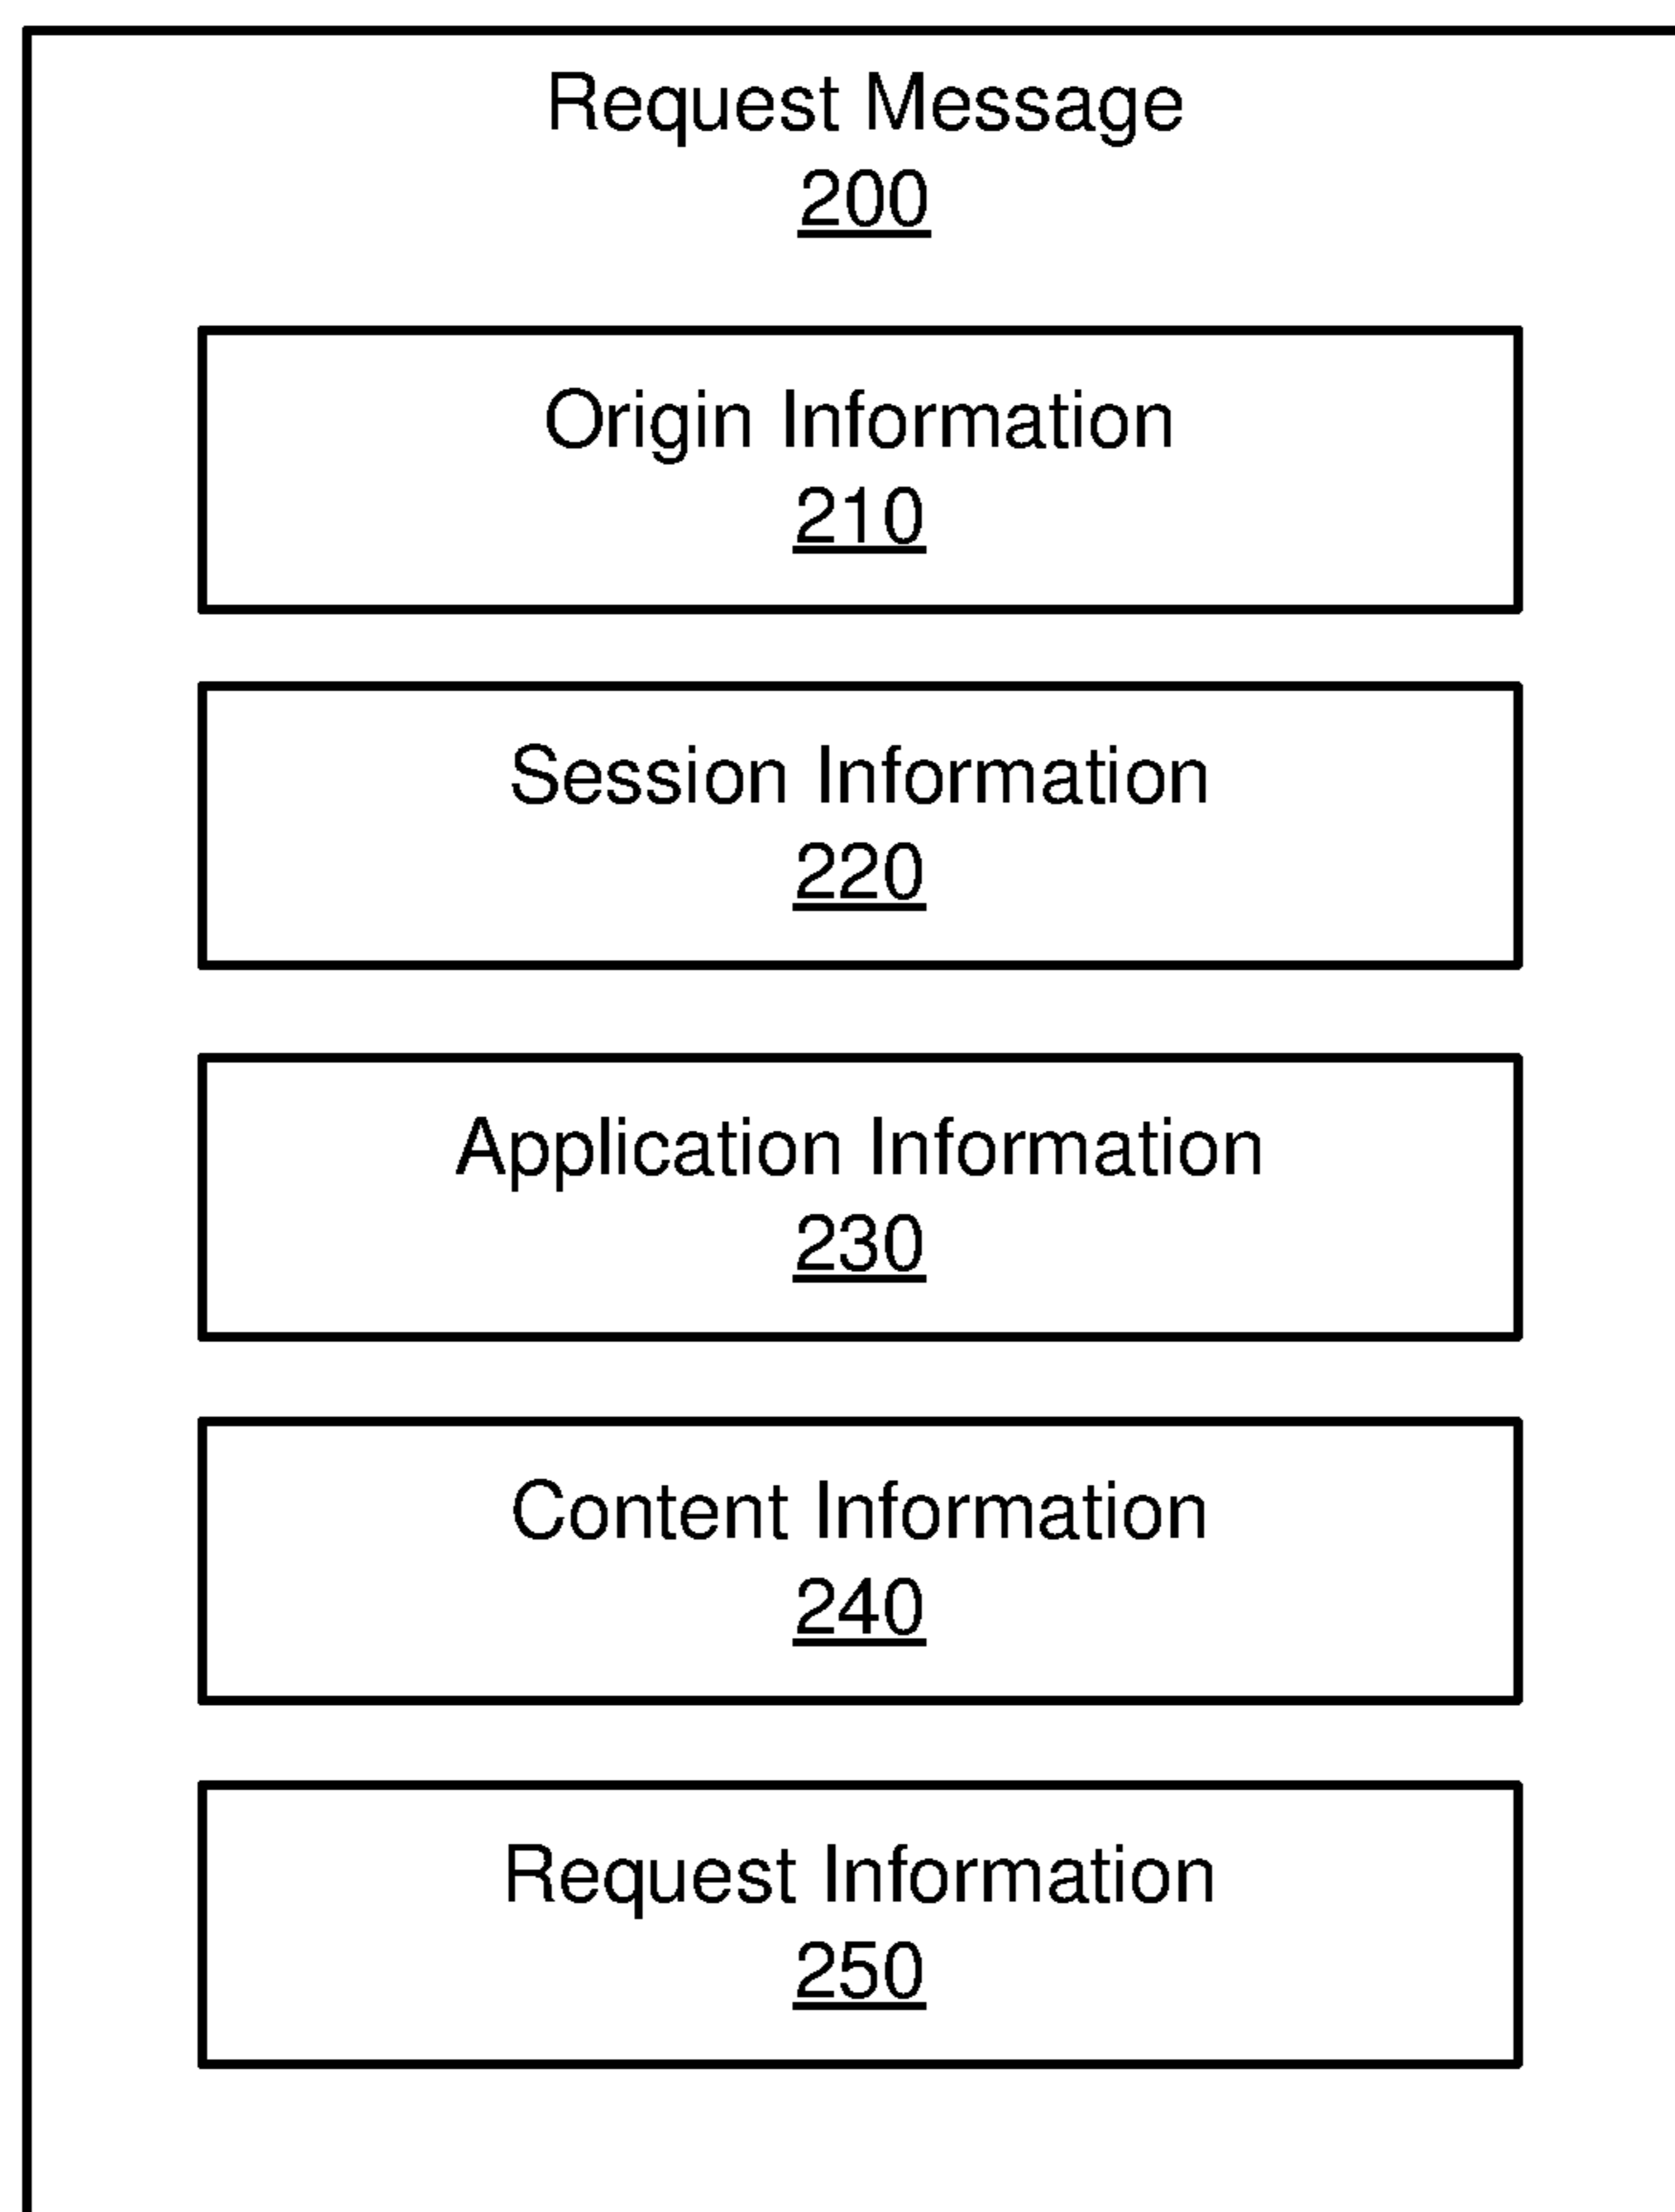 Request Message
200
Origin Information
210
Session Information
220
Application Information
230
Content Information
240
Request Information
250